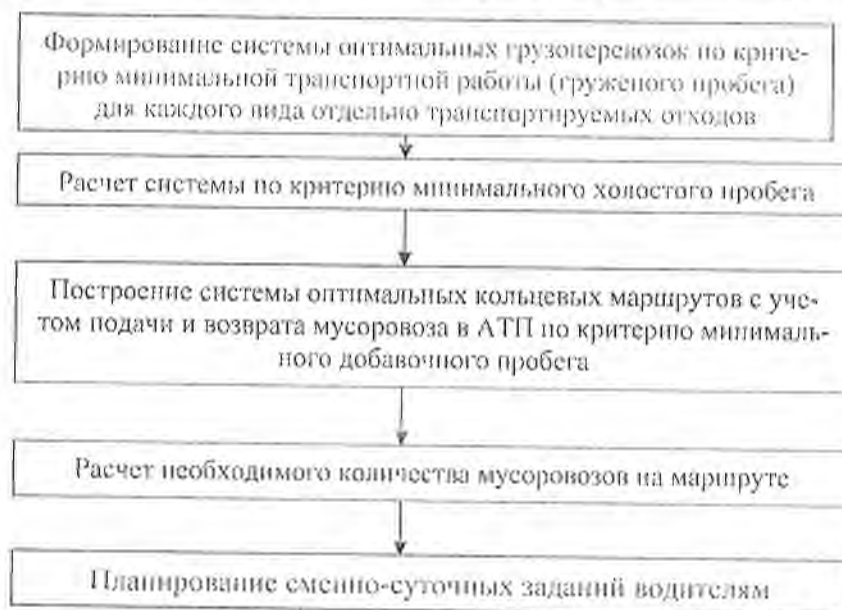 Формирование системы оптимальных грузоперевозок по крите-
рию минимальной транспортной работы (груженого пробега)
для каждого вида отдельно транспортируемых отходов
Расчет системы по критерию минимального холостого пробега
Построение системы оптимальных кольцевых маршрутов с уче-
том подачи и возврата мусоровоза в АТП по критерию минималь-
ного добавочного пробега
Расчет необходимого количества мусоровозов на маршруте
Планирование сменно-суточных заданий водителям